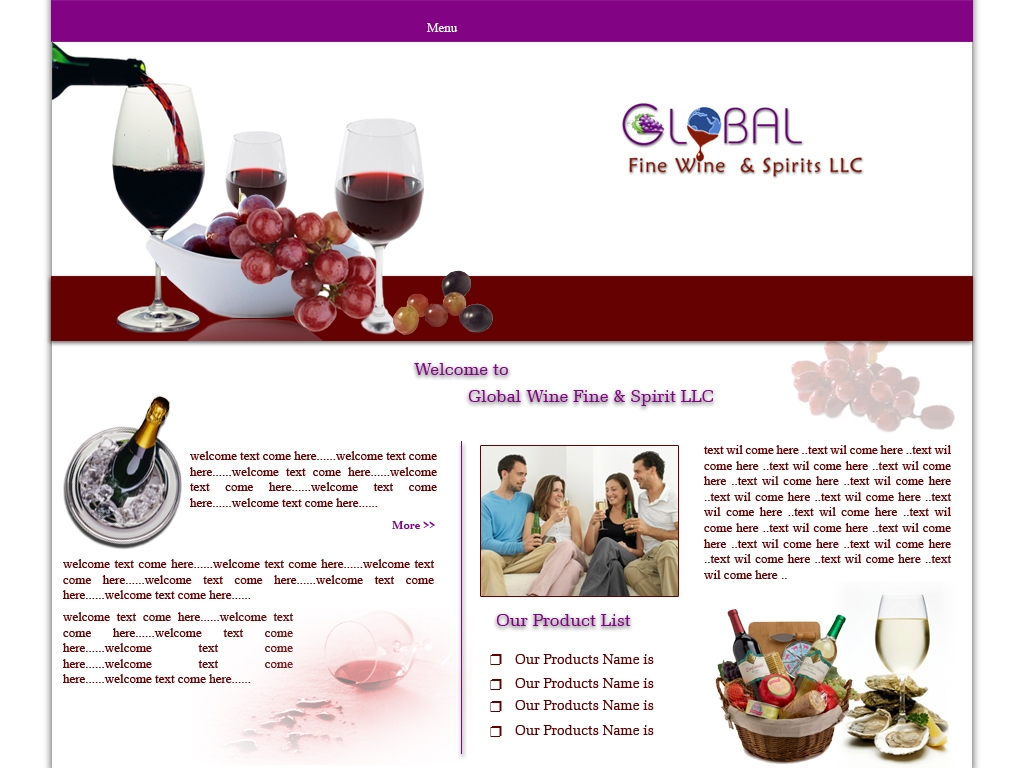 Menu
GLOBAL
Fine Wine & Spirits LLC
Welcome to
Global Wine Fine & Spirit LLC
welcome text come here......welcome text come
here......welcome text come here......welcome
text come here......welcome text come
here......welcome text come here......
More >>
welcome text come here......welcome text come here......welcome text
come here......welcome text come here......welcome text come
here......welcome text come here......
welcome text come here......welcome text
come here......welcome text come
here......welcome text come
here......welcome text come
here......welcome text come here......
Our Product List
Our Products Name is
Our Products Name is
Our Products Name is
Our Products Name is
text wil come here ..text wil come here ..text wil
come here ..text wil come here ..text wil come
here ..text wil come here ..text wil come here
..text wil come here ..text wil come here ..text
wil come here ..text wil come here ..text wil
come here ..text wil come here ..text wil come
here ..text wil come here ..text wil come here
..text wil come here ..text wil come here ..text
wil come here ..